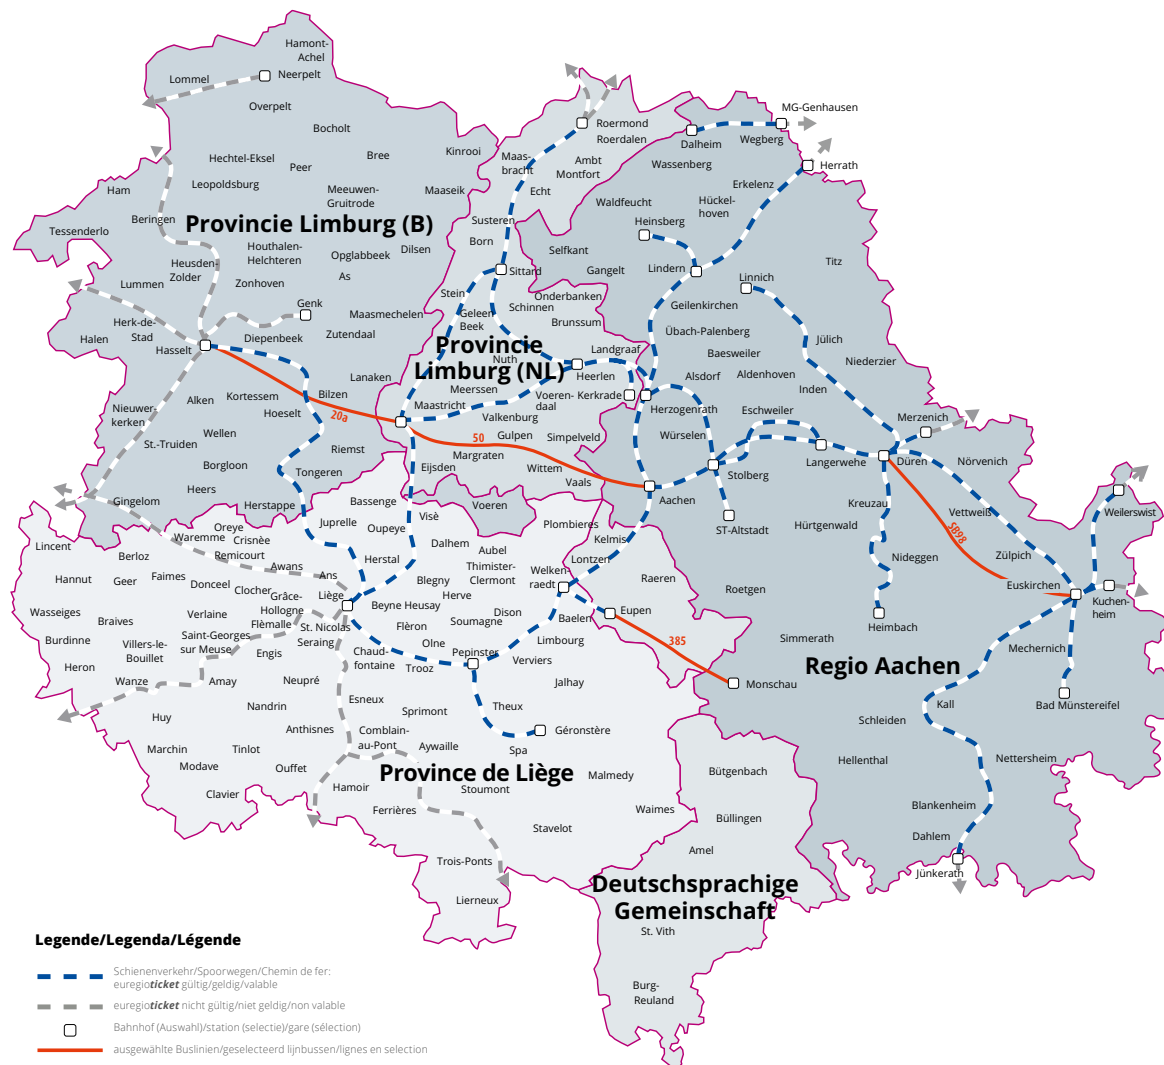 Hamont-
Achel
Lommel
Neerpelt
Overpelt
Bocholt
Hechtel-Eksel
Peer
Bree
Kinrooi
Leopoldsburg
Ham
Meeuwen-
Gruitrode
Maaseik
Beringen
Provincie Limburg (B)
Tessenderlo
Houthalen-
Helchteren
Opglabbeek
Dilsen
Heusden-
Zolder
As
Lummen
Zonhoven
Genk
Maasmechelen
Herk-de-
Stad
Halen
Hasselt
Diepenbeek
Zutendaal
Lanaken
Bilzen
20a
Alken
Kortessem
Hoeselt
Nieuwer-
kerken
Wellen
St.-Truiden
Riemst
Borgloon
Tongeren
Heers
Gingelom
Herstappe
Roermond
Roerdalen
Maas-
bracht
Ambt
Montfort
Echt
Susteren
Born
Sittard
Stein
Onderbanken
Schinnen
Geleen
Beek
Brunssum
Provincie
Limburg (NL)
Nuth
Landgraaf
Heerlen
Meerssen
Voeren-
daal
Kerkrade
Maastricht
Valkenburg
50
Gulpen
Simpelveld
Margraten
Eijsden
Wittem
Vaals
Voeren
MG-Genhausen
Dalheim
Wegberg
Wassenberg
Herrath
Erkelenz
Waldfeucht
Hückel-
hoven
Heinsberg
Selfkant
Gangelt
Lindern
Linnich
Titz
Geilenkirchen
Übach-Palenberg
Jülich
Baesweiler
Niederzier
Alsdorf
Aldenhoven
Inden
Herzogenrath
Eschweiler
Merzenich
Würselen
Langerwehe
Düren
Nörvenich
Stolberg
Aachen
Kreuzau
Weilerswist
Vettweiß
ST-Altstadt
Hürtgenwald
SB98
Nideggen
Zülpich
Euskirchen
Roetgen
Kuchen-
heim
Heimbach
Simmerath
Mechernich
Regio Aachen
Monschau
Kall
Bad Münstereifel
Schleiden
Hellenthal
Nettersheim
Blankenheim
Dahlem
Jünkerath
Bassenge
Visè
Juprelle
Oupeye
Plombieres
Kelmis
Lincent
Oreye
Waremme
Crisnèe
Remicourt
Berloz
Dalhem
Aubel
Herstal
Thimister-
Clermont
Lontzen
Welken-
raedt
Hannut
Geer
Faimes
Donceel
Awans
Ans
Blegny
Herve
Raeren
Clocher
Grâce-
Hollogne
Liège
Beyne Heusay
Dison
Eupen
Wasseiges
Braives
Verlaine
Flèmalle
St. Nicolas
Flèron
Soumagne
Baelen
Burdinne
Villers-le-
Bouillet
Saint-Georges
sur Meuse
Seraing
Olne
Limbourg
385
Engis
Chaud-
fontaine
Pepinster
Heron
Trooz
Verviers
Wanze
Amay
Neupré
Jalhay
Esneux
Nandrin
Sprimont
Theux
Huy
Anthisnes
Comblain-
au-Pont
Géronstère
Aywaille
Spa
Marchin
Tinlot
Modave
Ouffet
Province de Liège
Malmedy
Hamoir
Stoumont
Clavier
Ferrières
Waimes
Stavelot
Trois-Ponts
Lierneux
Bütgenbach
Büllingen
Amel
Deutschsprachige
Gemeinschaft
St. Vith
Burg-
Reuland
Legende/Legenda/Légende
Schienenverkehr/Spoorwegen/Chemin de fer:
euregioticket gültig/geldig/valable
euregioticket nicht gültig/niet geldig/non valable
Bahnhof (Auswahl)/station (selectie)/gare (sélection)
ausgewählte Buslinien/geselecteerd lijnbussen/lignes en selection